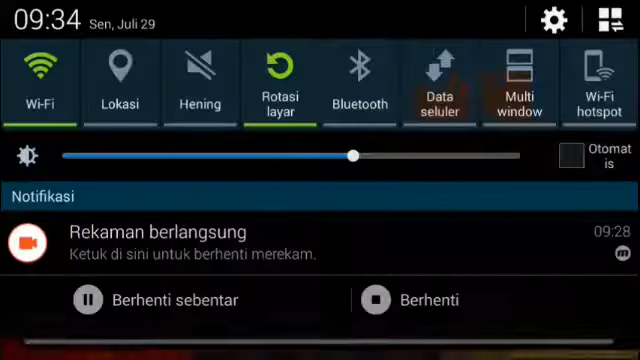 09:34 Sen, Juli 29
Wi-Fi
Lokasi
Hening
Rotasi
layar
Bluetooth
Data
seluler
Multi
window
Wi-Fi
hotspot
Otomat
is
Notifikasi
Rekaman berlangsung 09:28
Ketuk di sini untuk berhenti merekam.
Berhenti sebentar Berhenti